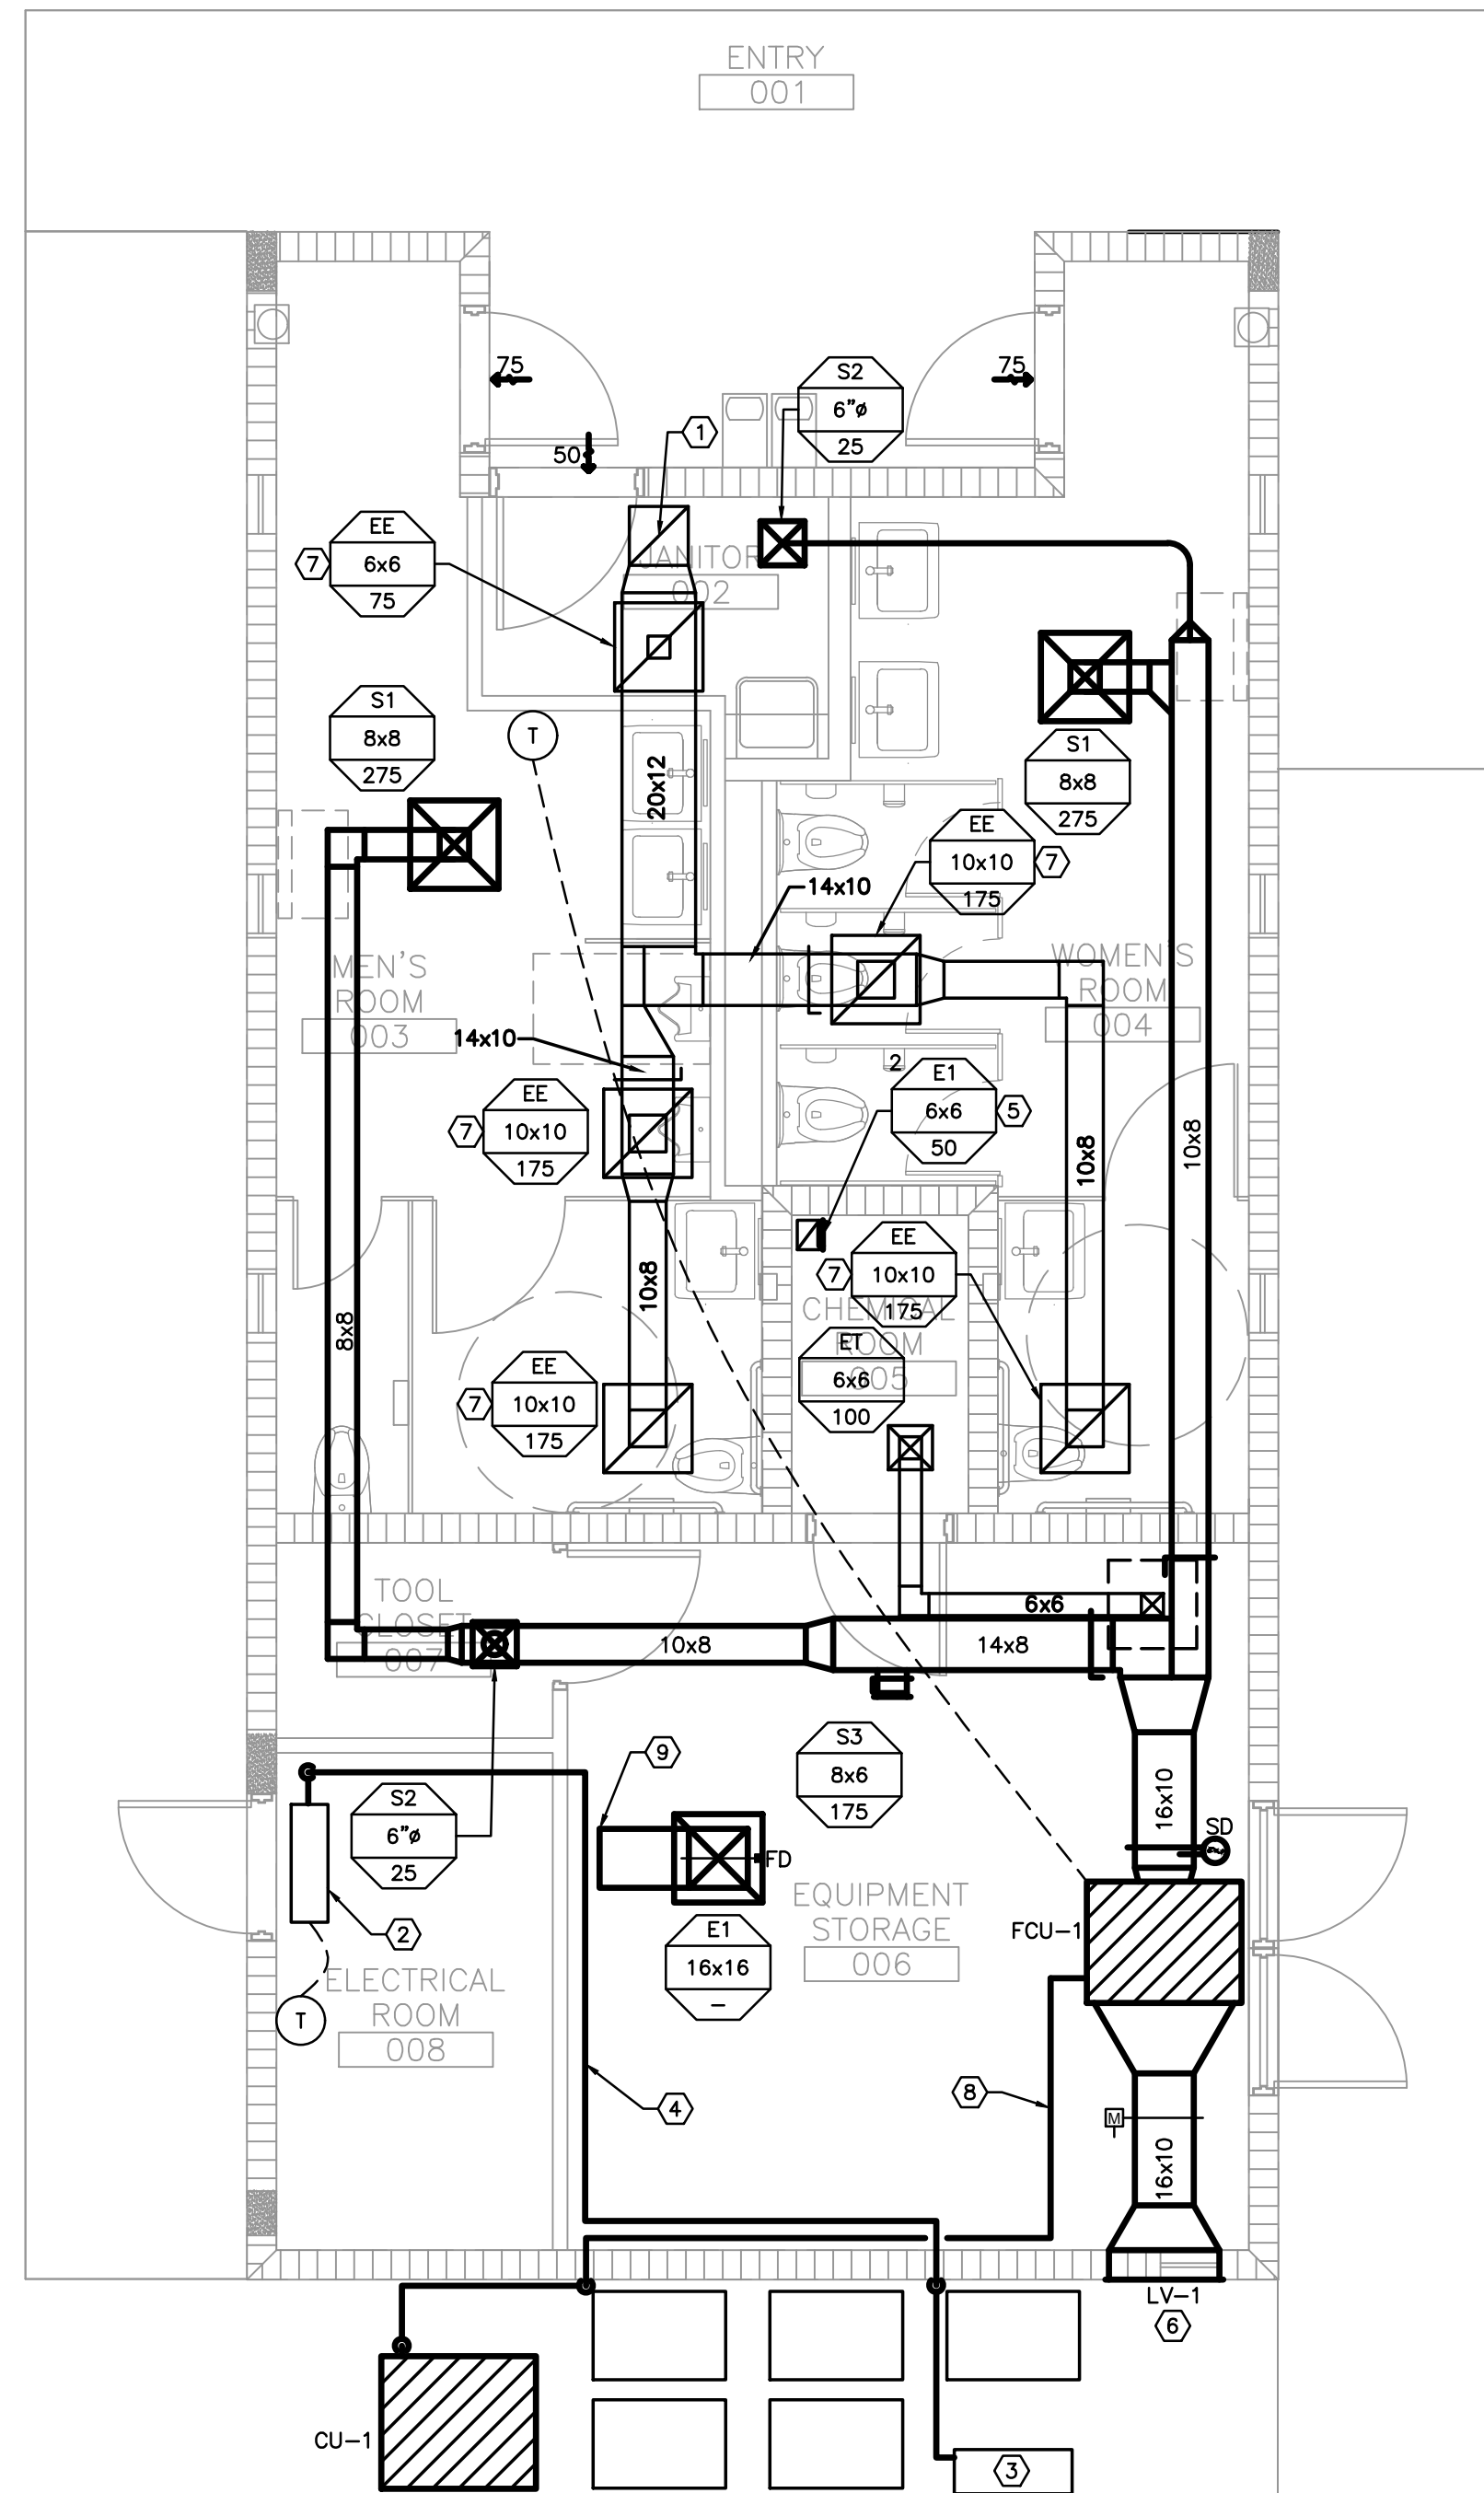 ENTRY
001
75
75
50
1
S2
6"ø
25
EE
6x6
75
7
JANITOR
002
S1
8x8
275
T
20x12
S1
8x8
275
EE
10x10
175
7
14x10
MEN'S
ROOM
003
WOMEN'S
ROOM
004
14x10
2
E1
6x6
50
5
EE
10x10
175
7
10x8
10x8
10x8
8x8
EE
10x10
175
7
CHEMICAL
ROOM
005
ET
6x6
100
EE
10x10
175
7
TOOL
CLOSET
007
6x6
10x8
14x8
S3
8x6
175
9
S2
6"ø
25
16x10
SD
FD
2
EQUIPMENT
STORAGE
006
FCU-1
E1
16x16
-
ELECTRICAL
ROOM
008
T
4
8
M
16x10
LV-1
6
CU-1
3